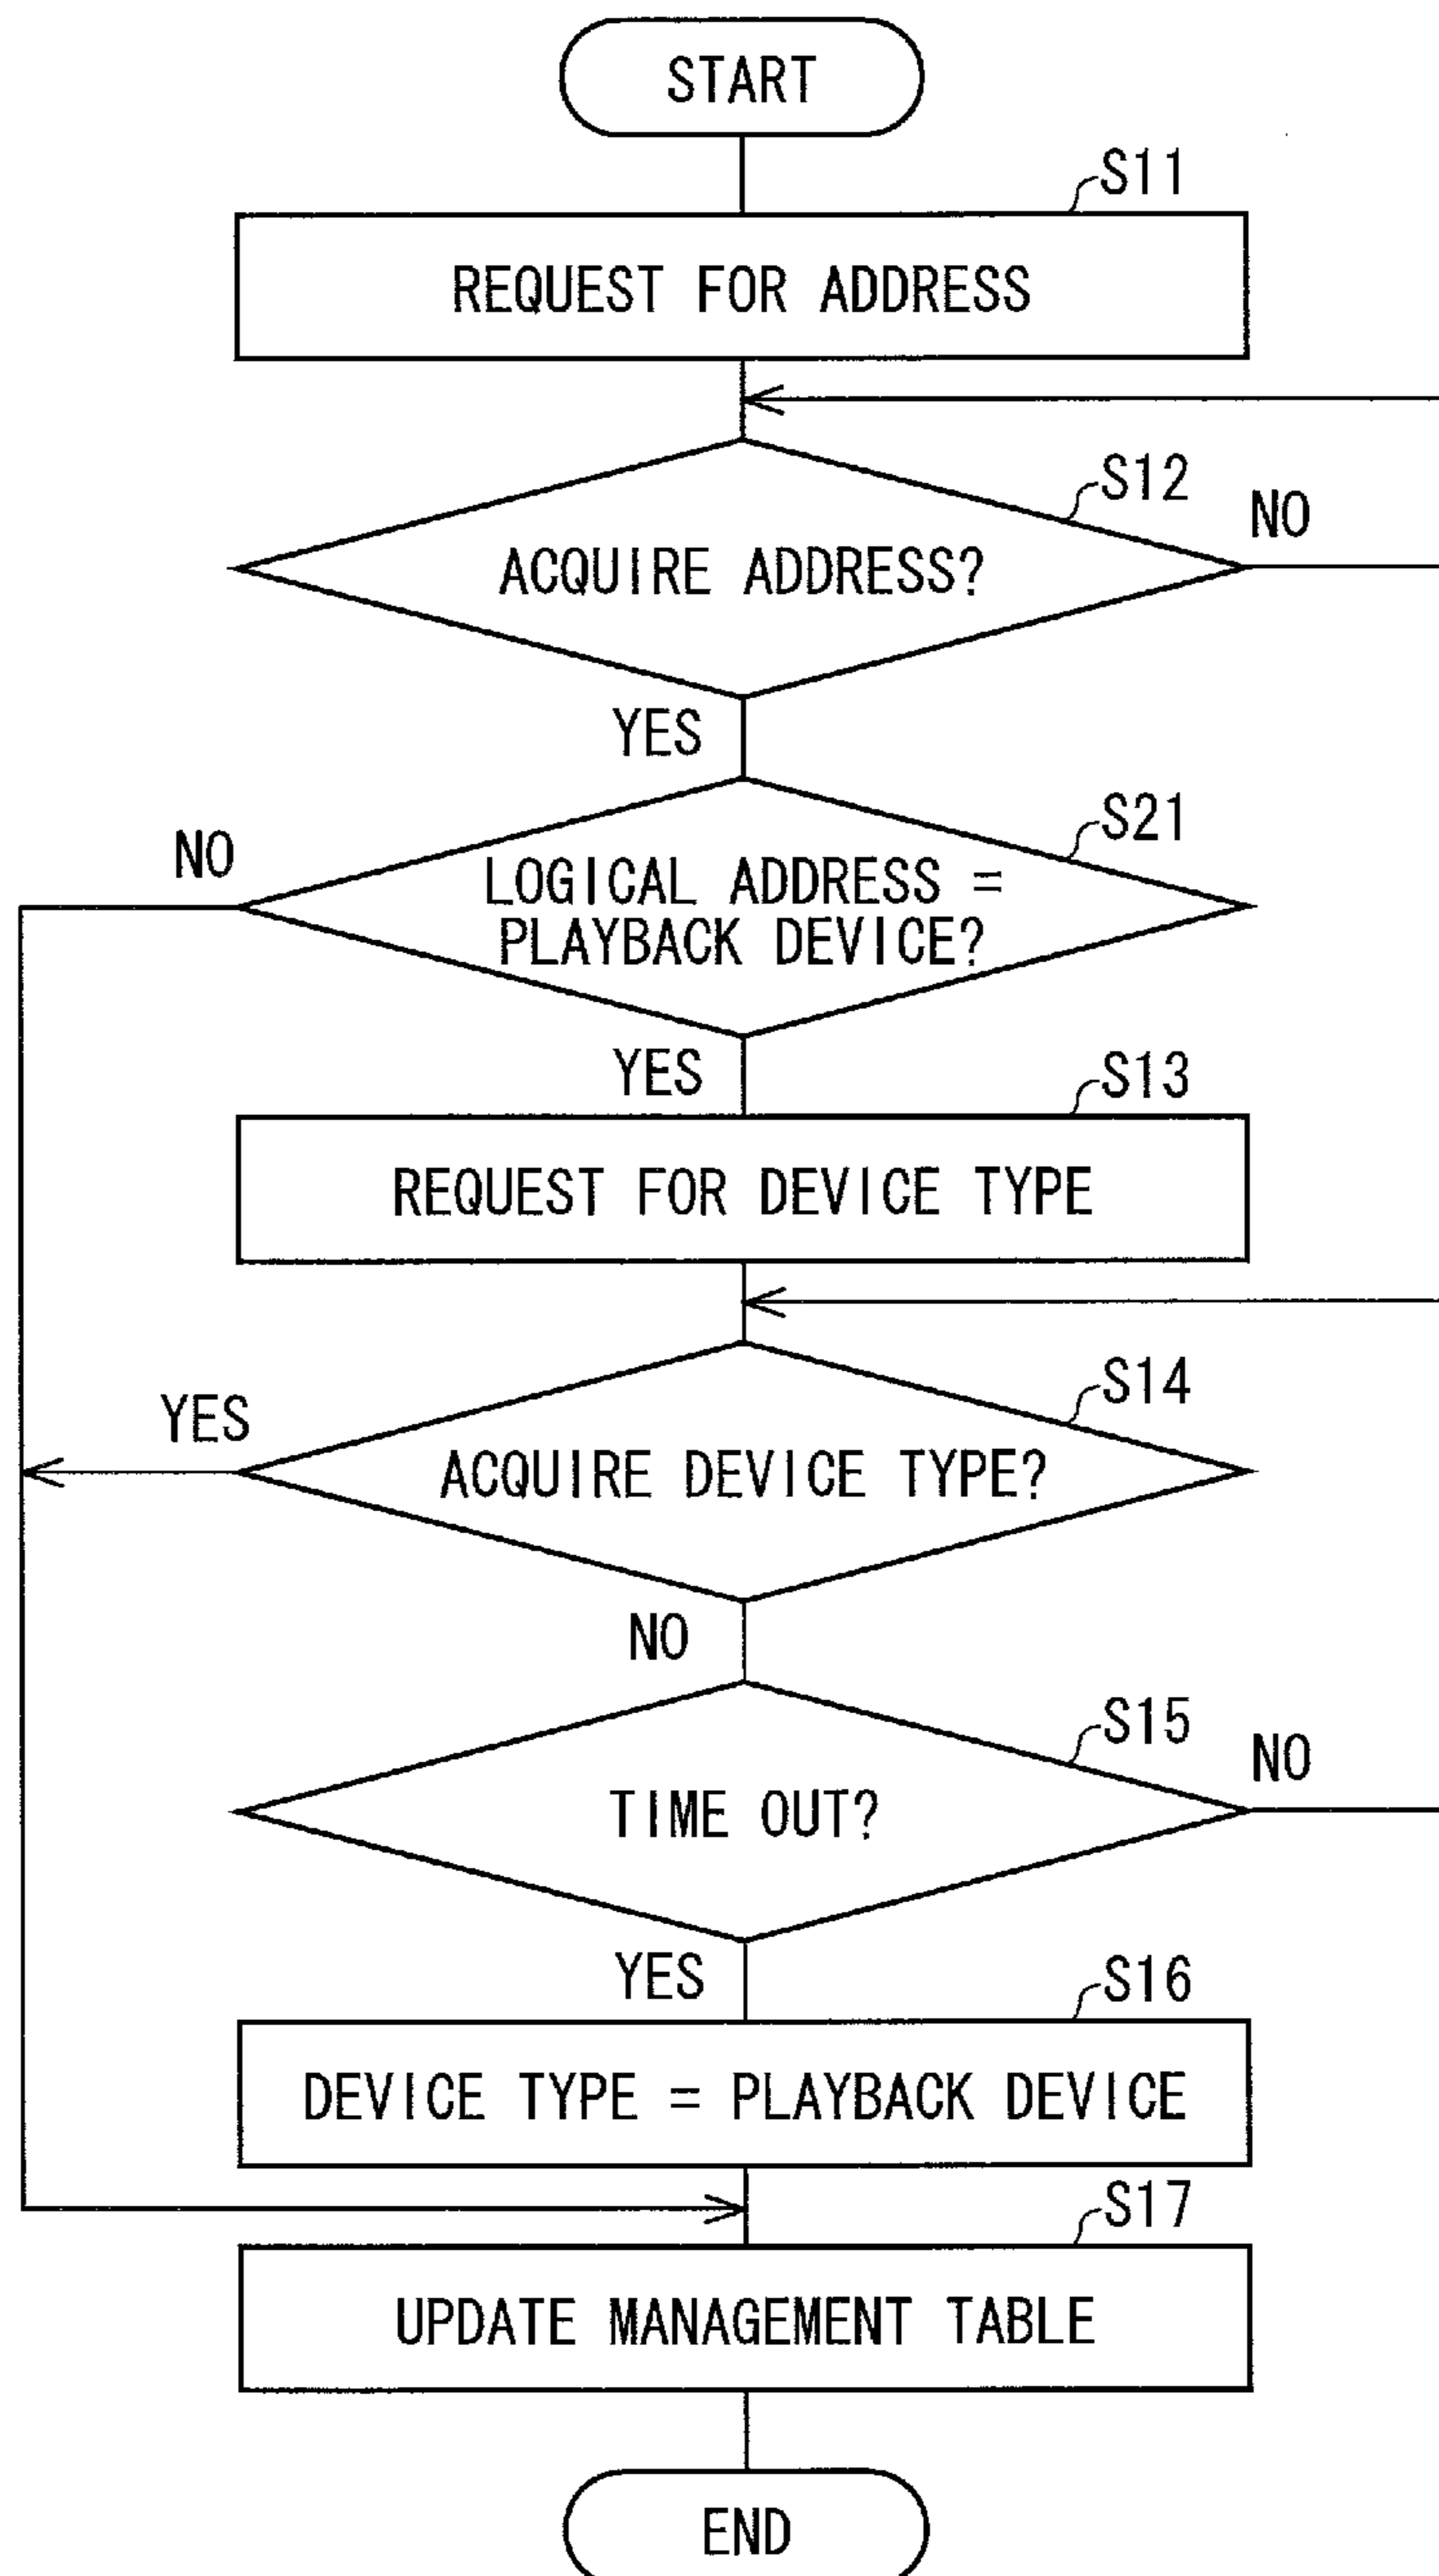 START
S11
REQUEST FOR ADDRESS
S12
NO
ACQUIRE ADDRESS?
YES
S21
NO
LOGICAL ADDRESS =
PLAYBACK DEVICE?
YES
S13
REQUEST FOR DEVICE TYPE
S14
YES
ACQUIRE DEVICE TYPE?
NO
S15
NO
TIME OUT?
YES
S16
DEVICE TYPE = PLAYBACK DEVICE
S17
UPDATE MANAGEMENT TABLE
END